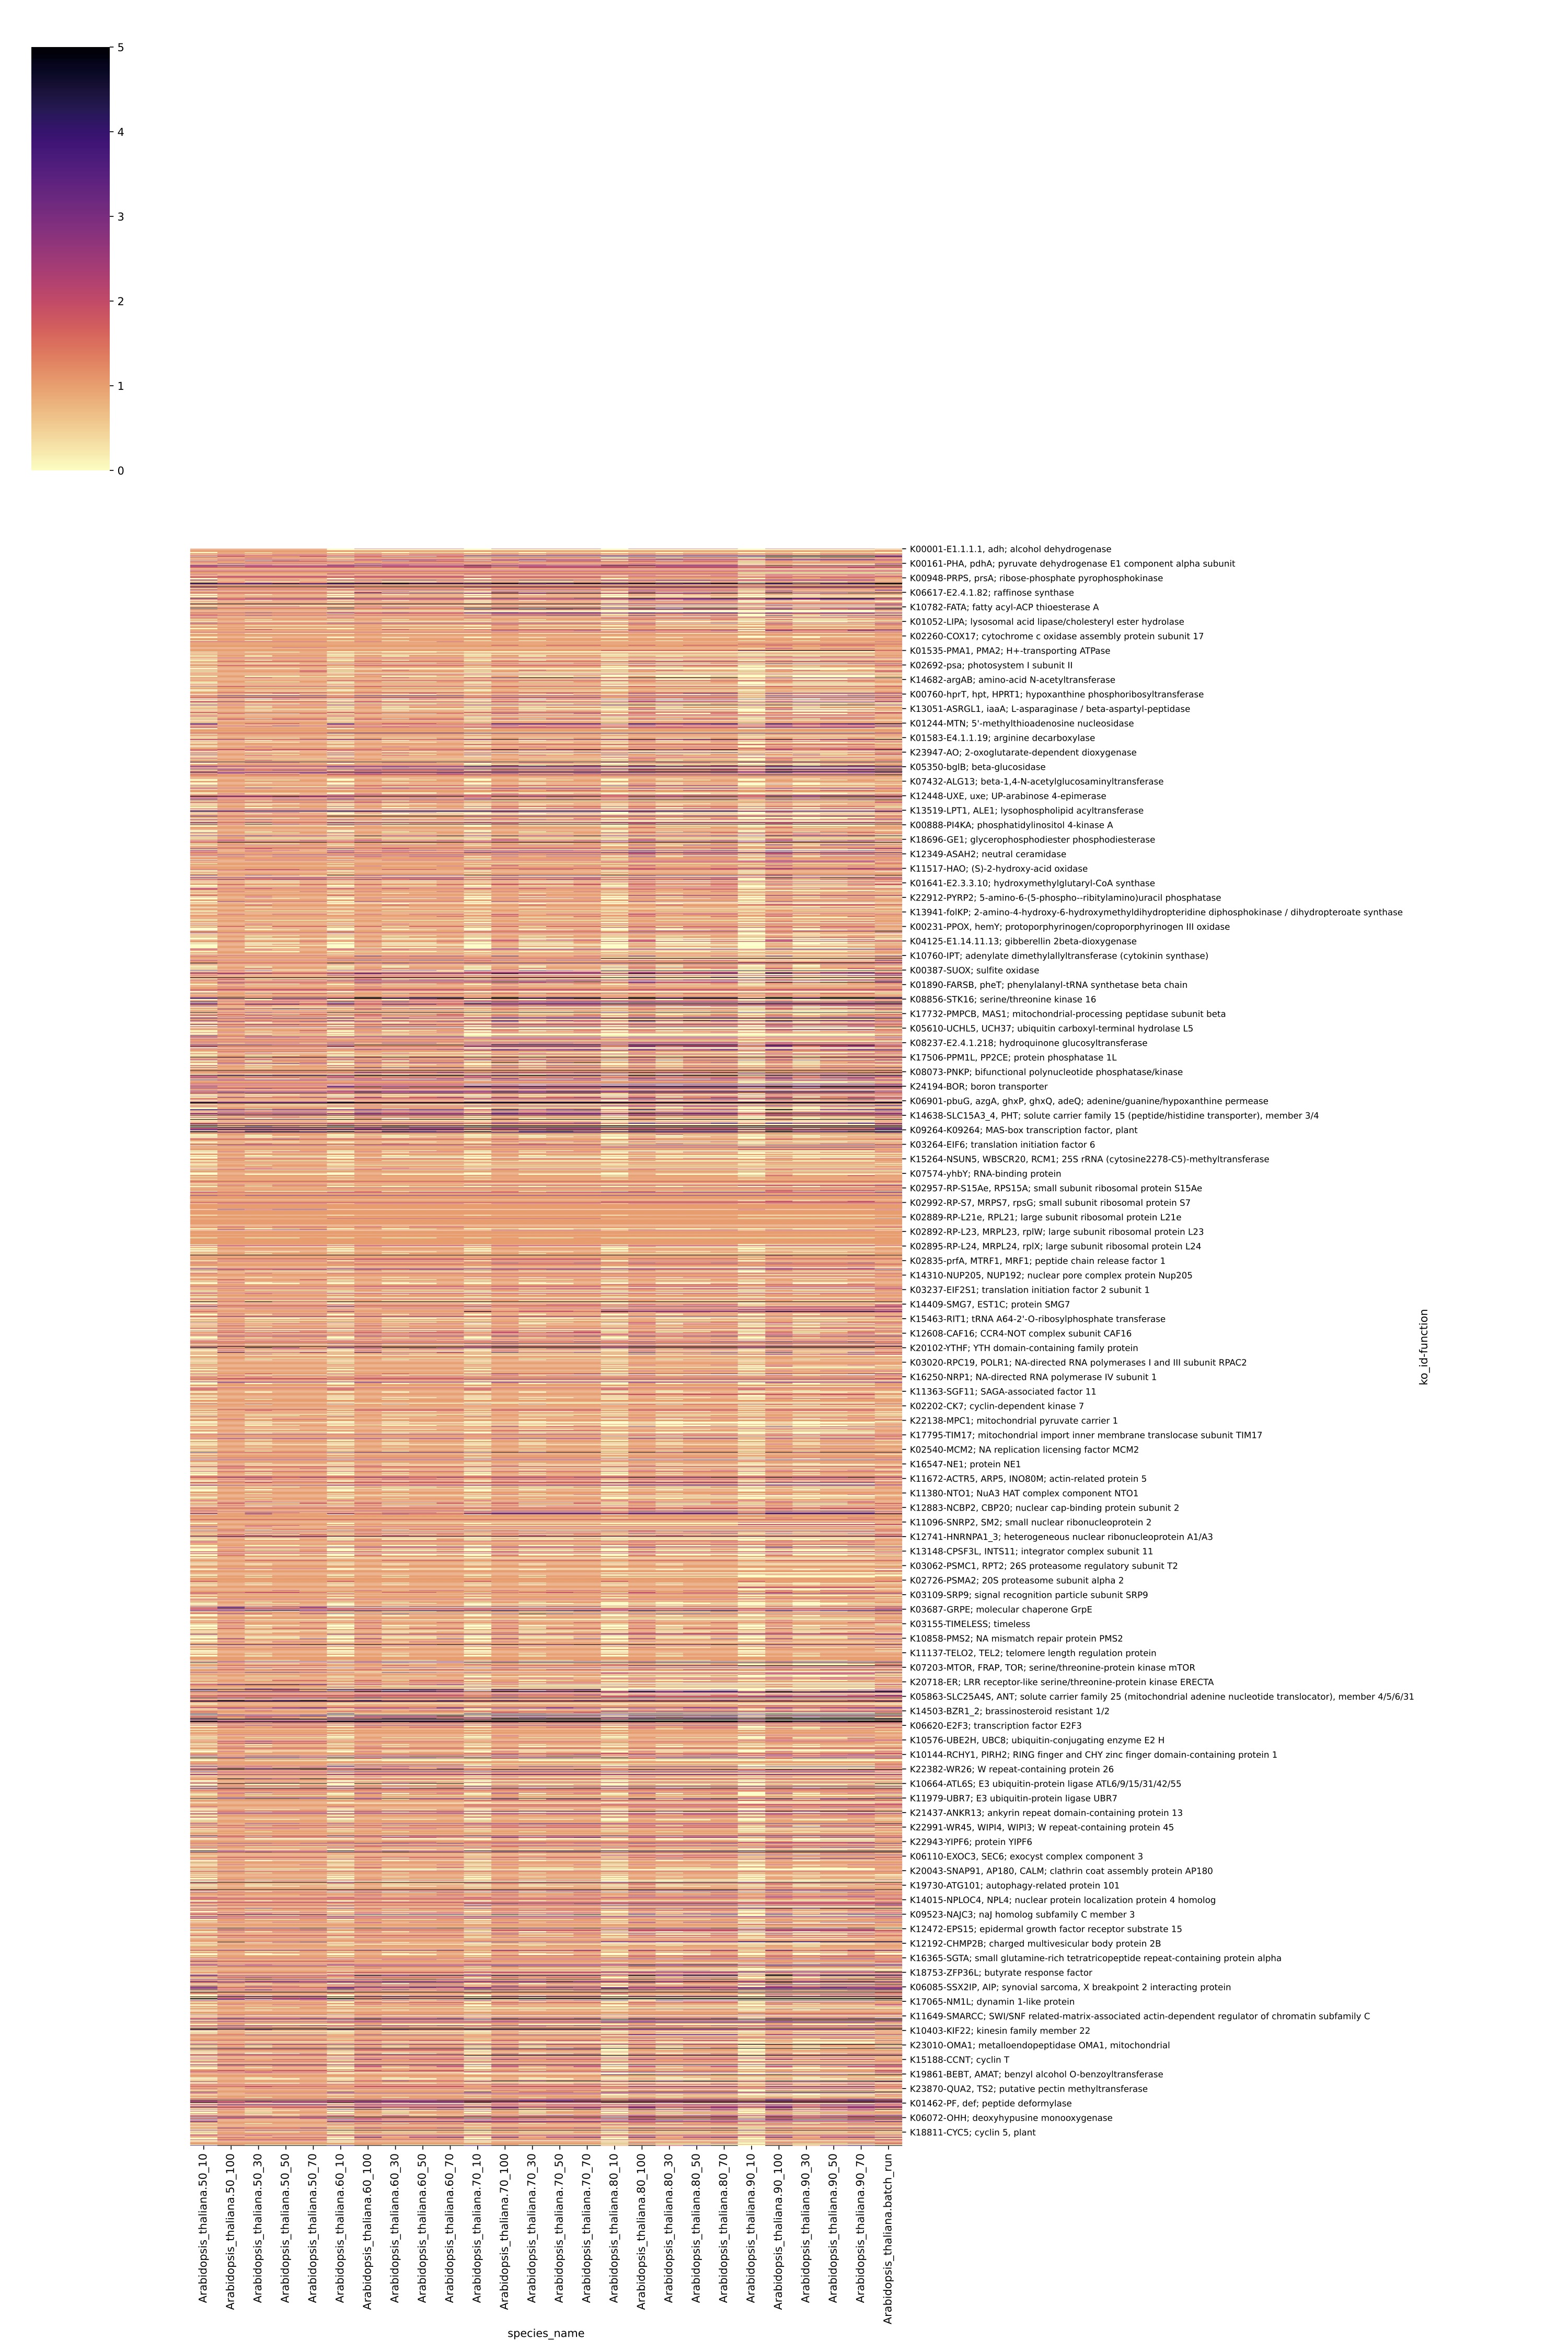 5
4
3
2
1
0
K00001-E1.1.1.1, adh; alcohol dehydrogenase
K00161-PHA, pdhA; pyruvate dehydrogenase E1 component alpha subunit
K00948-PRPS, prsA; ribose-phosphate pyrophosphokinase
K06617-E2.4.1.82; raffinose synthase
K10782-FATA; fatty acyl-ACP thioesterase A
K01052-LIPA; lysosomal acid lipase/cholesteryl ester hydrolase
K02260-COX17; cytochrome c oxidase assembly protein subunit 17
K01535-PMA1, PMA2; H+-transporting ATPase
K02692-psa; photosystem I subunit II
K14682-argAB; amino-acid N-acetyltransferase
K00760-hprT, hpt, HPRT1; hypoxanthine phosphoribosyltransferase
K13051-ASRGL1, iaaA; L-asparaginase / beta-aspartyl-peptidase
K01244-MTN; 5'-methylthioadenosine nucleosidase
K01583-E4.1.1.19; arginine decarboxylase
K23947-AO; 2-oxoglutarate-dependent dioxygenase
K05350-bglB; beta-glucosidase
K07432-ALG13; beta-1,4-N-acetylglucosaminyltransferase
K12448-UXE, uxe; UP-arabinose 4-epimerase
K13519-LPT1, ALE1; lysophospholipid acyltransferase
K00888-PI4KA; phosphatidylinositol 4-kinase A
K18696-GE1; glycerophosphodiester phosphodiesterase
K12349-ASAH2; neutral ceramidase
K11517-HAO; (S)-2-hydroxy-acid oxidase
K01641-E2.3.3.10; hydroxymethylglutaryl-CoA synthase
K22912-PYRP2; 5-amino-6-(5-phospho--ribitylamino)uracil phosphatase
K13941-folKP; 2-amino-4-hydroxy-6-hydroxymethyldihydropteridine diphosphokinase / dihydropteroate synthase
K00231-PPOX, hemY; protoporphyrinogen/coproporphyrinogen III oxidase
K04125-E1.14.11.13; gibberellin 2beta-dioxygenase
K10760-IPT; adenylate dimethylallyltransferase (cytokinin synthase)
K00387-SUOX; sulfite oxidase
K01890-FARSB, pheT; phenylalanyl-tRNA synthetase beta chain
K08856-STK16; serine/threonine kinase 16
K17732-PMPCB, MAS1; mitochondrial-processing peptidase subunit beta
K05610-UCHL5, UCH37; ubiquitin carboxyl-terminal hydrolase L5
K08237-E2.4.1.218; hydroquinone glucosyltransferase
K17506-PPM1L, PP2CE; protein phosphatase 1L
K08073-PNKP; bifunctional polynucleotide phosphatase/kinase
K24194-BOR; boron transporter
K06901-pbuG, azgA, ghxP, ghxQ, adeQ; adenine/guanine/hypoxanthine permease
K14638-SLC15A3_4, PHT; solute carrier family 15 (peptide/histidine transporter), member 3/4
K09264-K09264; MAS-box transcription factor, plant
K03264-EIF6; translation initiation factor 6
K15264-NSUN5, WBSCR20, RCM1; 25S rRNA (cytosine2278-C5)-methyltransferase
K07574-yhbY; RNA-binding protein
K02957-RP-S15Ae, RPS15A; small subunit ribosomal protein S15Ae
K02992-RP-S7, MRPS7, rpsG; small subunit ribosomal protein S7
K02889-RP-L21e, RPL21; large subunit ribosomal protein L21e
K02892-RP-L23, MRPL23, rplW; large subunit ribosomal protein L23
K02895-RP-L24, MRPL24, rplX; large subunit ribosomal protein L24
K02835-prfA, MTRF1, MRF1; peptide chain release factor 1
K14310-NUP205, NUP192; nuclear pore complex protein Nup205
K03237-EIF2S1; translation initiation factor 2 subunit 1
K14409-SMG7, EST1C; protein SMG7
K15463-RIT1; tRNA A64-2'-O-ribosylphosphate transferase
K12608-CAF16; CCR4-NOT complex subunit CAF16
K20102-YTHF; YTH domain-containing family protein
K03020-RPC19, POLR1; NA-directed RNA polymerases I and III subunit RPAC2
K16250-NRP1; NA-directed RNA polymerase IV subunit 1
K11363-SGF11; SAGA-associated factor 11
K02202-CK7; cyclin-dependent kinase 7
K22138-MPC1; mitochondrial pyruvate carrier 1
K17795-TIM17; mitochondrial import inner membrane translocase subunit TIM17
K02540-MCM2; NA replication licensing factor MCM2
K16547-NE1; protein NE1
K11672-ACTR5, ARP5, INO80M; actin-related protein 5
K11380-NTO1; NuA3 HAT complex component NTO1
K12883-NCBP2, CBP20; nuclear cap-binding protein subunit 2
K11096-SNRP2, SM2; small nuclear ribonucleoprotein 2
K12741-HNRNPA1_3; heterogeneous nuclear ribonucleoprotein A1/A3
K13148-CPSF3L, INTS11; integrator complex subunit 11
K03062-PSMC1, RPT2; 26S proteasome regulatory subunit T2
K02726-PSMA2; 20S proteasome subunit alpha 2
K03109-SRP9; signal recognition particle subunit SRP9
K03687-GRPE; molecular chaperone GrpE
K03155-TIMELESS; timeless
K10858-PMS2; NA mismatch repair protein PMS2
K11137-TELO2, TEL2; telomere length regulation protein
K07203-MTOR, FRAP, TOR; serine/threonine-protein kinase mTOR
K20718-ER; LRR receptor-like serine/threonine-protein kinase ERECTA
K05863-SLC25A4S, ANT; solute carrier family 25 (mitochondrial adenine nucleotide translocator), member 4/5/6/31
K14503-BZR1_2; brassinosteroid resistant 1/2
K06620-E2F3; transcription factor E2F3
K10576-UBE2H, UBC8; ubiquitin-conjugating enzyme E2 H
K10144-RCHY1, PIRH2; RING finger and CHY zinc finger domain-containing protein 1
K22382-WR26; W repeat-containing protein 26
K10664-ATL6S; E3 ubiquitin-protein ligase ATL6/9/15/31/42/55
K11979-UBR7; E3 ubiquitin-protein ligase UBR7
K21437-ANKR13; ankyrin repeat domain-containing protein 13
K22991-WR45, WIPI4, WIPI3; W repeat-containing protein 45
K22943-YIPF6; protein YIPF6
K06110-EXOC3, SEC6; exocyst complex component 3
K20043-SNAP91, AP180, CALM; clathrin coat assembly protein AP180
K19730-ATG101; autophagy-related protein 101
K14015-NPLOC4, NPL4; nuclear protein localization protein 4 homolog
K09523-NAJC3; naJ homolog subfamily C member 3
K12472-EPS15; epidermal growth factor receptor substrate 15
K12192-CHMP2B; charged multivesicular body protein 2B
K16365-SGTA; small glutamine-rich tetratricopeptide repeat-containing protein alpha
K18753-ZFP36L; butyrate response factor
K06085-SSX2IP, AIP; synovial sarcoma, X breakpoint 2 interacting protein
K17065-NM1L; dynamin 1-like protein
K11649-SMARCC; SWI/SNF related-matrix-associated actin-dependent regulator of chromatin subfamily C
K10403-KIF22; kinesin family member 22
K23010-OMA1; metalloendopeptidase OMA1, mitochondrial
K15188-CCNT; cyclin T
K19861-BEBT, AMAT; benzyl alcohol O-benzoyltransferase
K23870-QUA2, TS2; putative pectin methyltransferase
K01462-PF, def; peptide deformylase
K06072-OHH; deoxyhypusine monooxygenase
K18811-CYC5; cyclin 5, plant
ko_id-function
Arabidopsis_thaliana.50_10
Arabidopsis_thaliana.50_100
Arabidopsis_thaliana.50_30
Arabidopsis_thaliana.50_50
Arabidopsis_thaliana.50_70
Arabidopsis_thaliana.60_10
Arabidopsis_thaliana.60_100
Arabidopsis_thaliana.60_30
Arabidopsis_thaliana.60_50
Arabidopsis_thaliana.60_70
Arabidopsis_thaliana.70_10
Arabidopsis_thaliana.70_100
Arabidopsis_thaliana.70_30
Arabidopsis_thaliana.70_50
Arabidopsis_thaliana.70_70
Arabidopsis_thaliana.80_10
Arabidopsis_thaliana.80_100
Arabidopsis_thaliana.80_30
Arabidopsis_thaliana.80_50
Arabidopsis_thaliana.80_70
Arabidopsis_thaliana.90_10
Arabidopsis_thaliana.90_100
Arabidopsis_thaliana.90_30
Arabidopsis_thaliana.90_50
Arabidopsis_thaliana.90_70
Arabidopsis_thaliana.batch_run
species_name